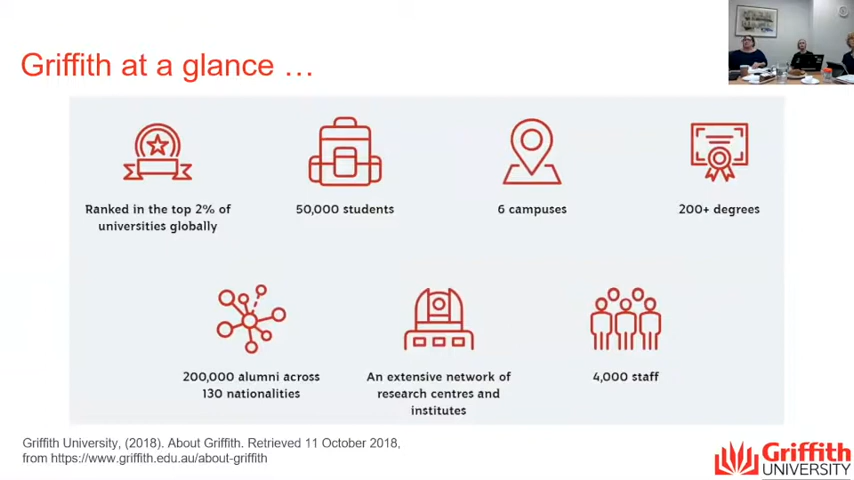 Griffith at a glance …
Ranked in the top 2% of
universities globally
50,000 students
6 campuses
200+ degrees
200,000 alumni across
130 nationalities
An extensive network of
research centres and
institutes
4,000 staff
Griffith University, (2018). About Griffith. Retrieved 11 October 2018,
from https://www.griffith.edu.au/about-griffith
Griffith
UNIVERSITY